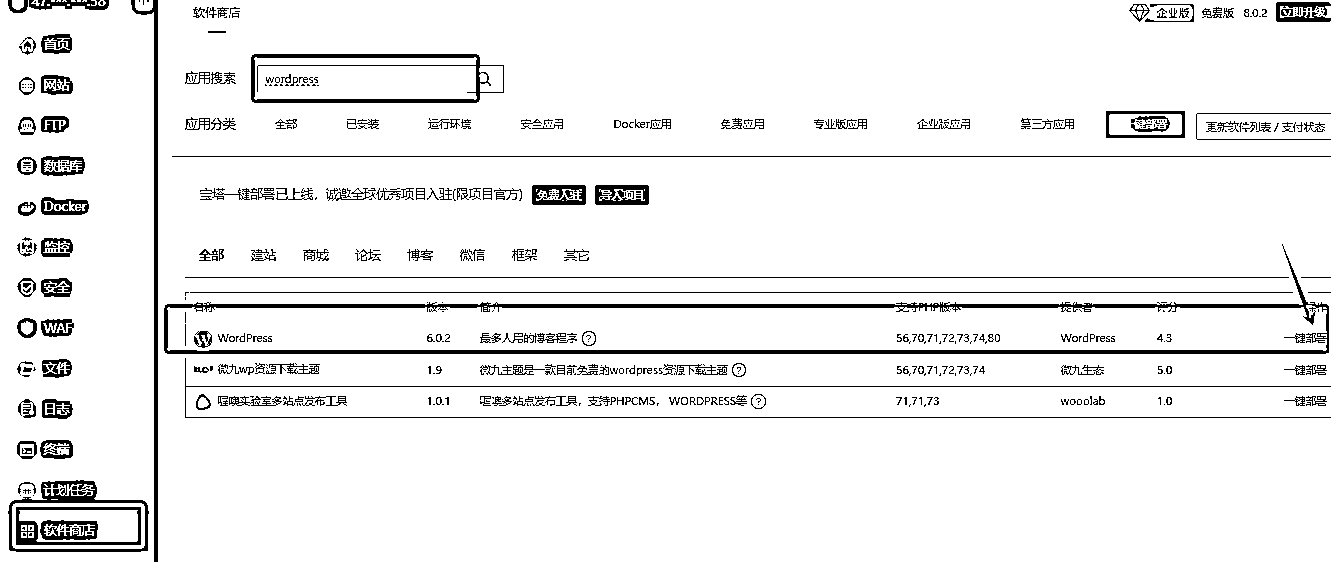 软件商店
企业版 免费版 8.0.2 立即升级
首页
网站
FTP
数据库
Docker
监控
安全
WAF
文件
日志
终端
计划任务
软件商店
应用搜索 wordpress
应用分类 全部 已安装 运行环境 安全应用 Docker应用 免费应用 专业版应用 企业版应用 第三方应用 一键部署 更新软件列表 / 支付状态
宝塔一键部署已上线，诚邀全球优秀项目入驻(限项目官方) 免费入驻 导入项目
全部 建站 商城 论坛 博客 微信 框架 其它
名称 版本 简介 支持PHP版本 提供者 评分 操作
WordPress 6.0.2 最多人用的博客程序 ? 56,70,71,72,73,74,80 WordPress 4.3 一键部署
微九wp资源下载主题 1.9 微九主题是一款目前免费的wordpress资源下载主题 ? 56,70,71,72,73,74 微九生态 5.0 一键部署
喔噢实验室多站点发布工具 1.0.1 喔噢多站点发布工具，支持PHPCMS， WORDPRESS等 ? 71,71,73 wooolab 1.0 一键部署